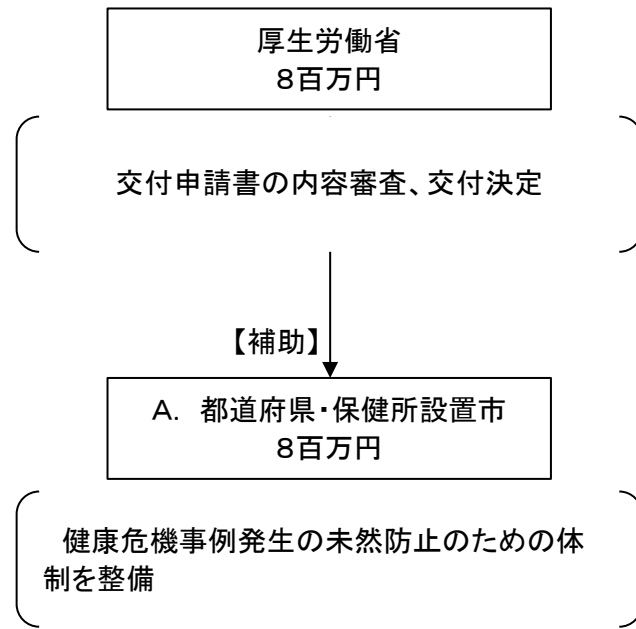 厚生労働省
8百万円
交付申請書の内容審査、交付決定
【補助】
A. 都道府県・保健所設置市
8百万円
健康危機事例発生の未然防止のための体
制を整備